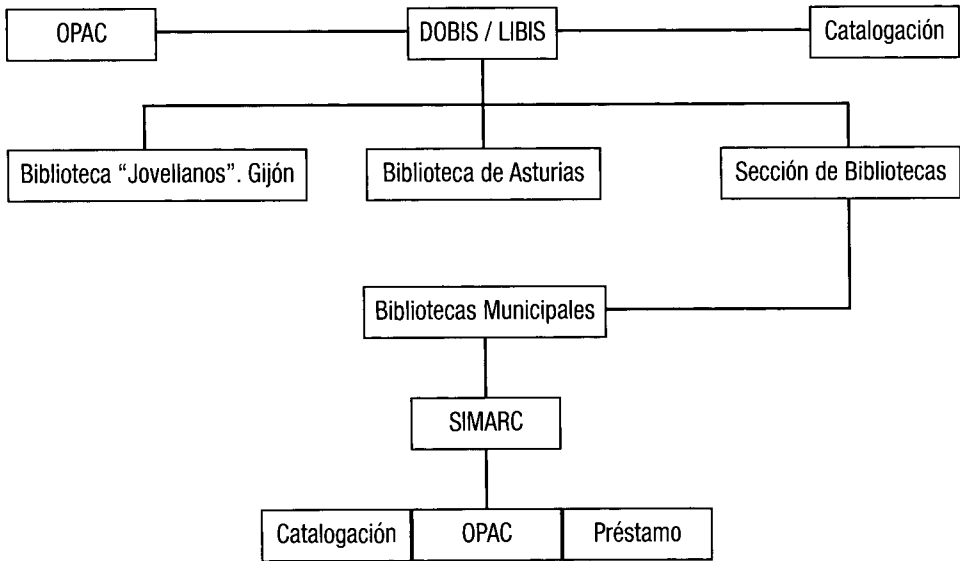 OPAC
DOBIS / LIBIS
Catalogación
Biblioteca “Jovellanos”. Gijón
Biblioteca de Asturias
Sección de Bibliotecas
Bibliotecas Municipales
SIMARC
Catalogación
OPAC
Préstamo